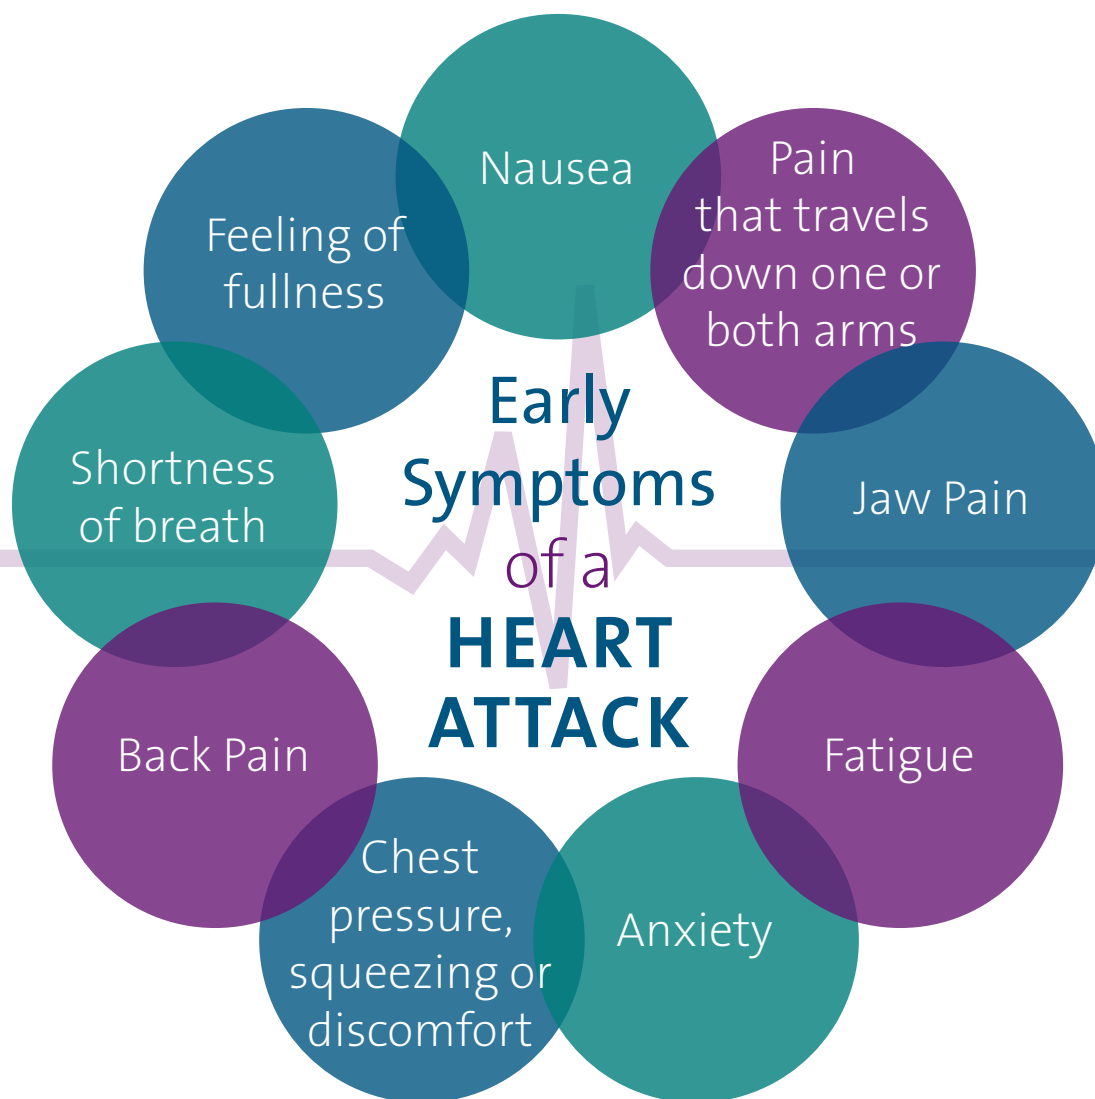 Nausea
Pain
that travels
down one or
both arms
Jaw Pain
Fatigue
Anxiety
Chest
pressure,
squeezing or
discomfort
Back Pain
Shortness
of breath
Feeling of
fullness
Early
Symptoms
of a
HEART
ATTACK